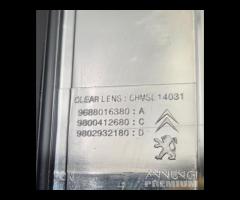 CLEAR LENS : CHMSL 14031
9688016380 : A
9800412680 : C
9802932180 : D
ANNUNCI
PREMIUM